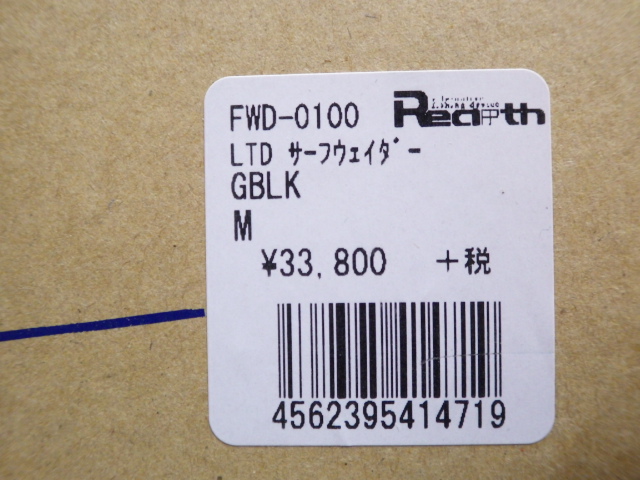 FWD-0100 Rearth
LTD ｻｰﾌｳｪｲﾀﾞｰ
GBLK
M
¥33,800 +税
4562395414719